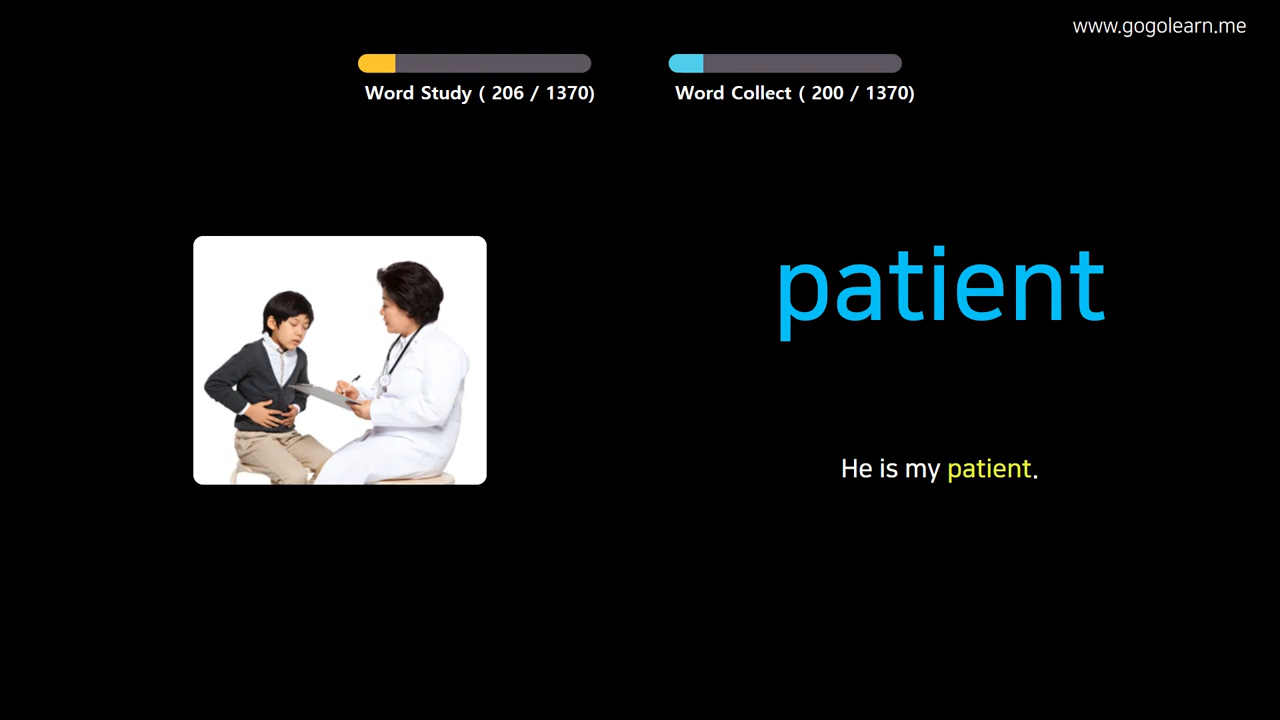 www.gogolearn.me
Word Study ( 206 / 1370)
Word Collect ( 200 / 1370)
patient
He is my patient.